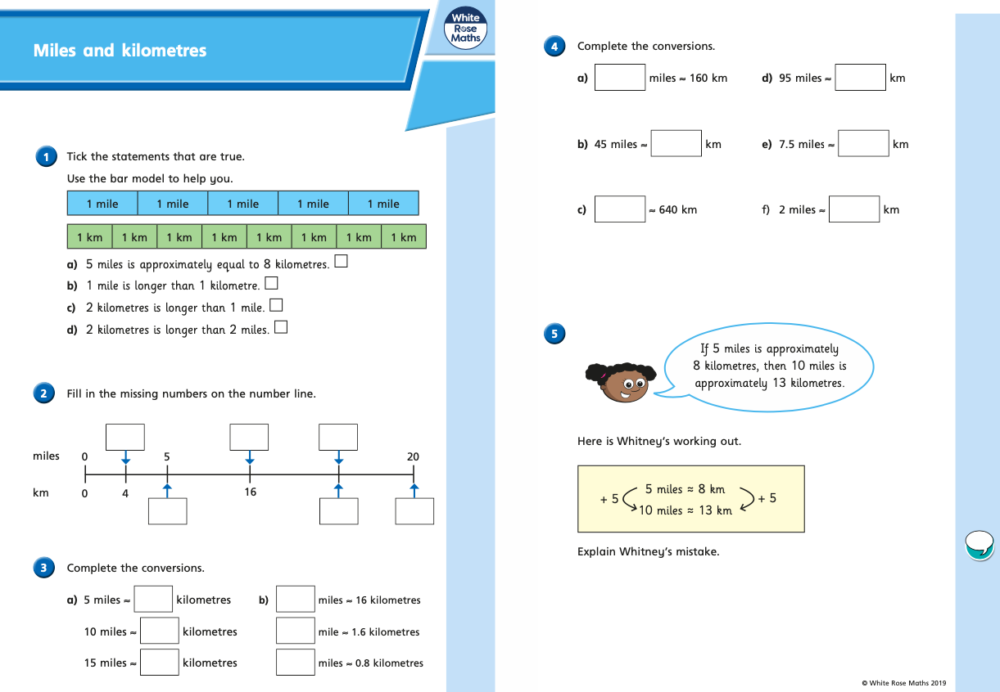 Miles and kilometres
White
Rose
Maths
1 Tick the statements that are true.
Use the bar model to help you.
1 mile 1 mile 1 mile 1 mile 1 mile
1 km 1 km 1 km 1 km 1 km 1 km 1 km 1 km
a) 5 miles is approximately equal to 8 kilometres.
b) 1 mile is longer than 1 kilometre.
c) 2 kilometres is longer than 1 mile.
d) 2 kilometres is longer than 2 miles.
2 Fill in the missing numbers on the number line.
miles 0 5 20
km 0 4 16
3 Complete the conversions.
a) 5 miles ≈ kilometres b) miles ≈ 16 kilometres
10 miles ≈ kilometres mile ≈ 1.6 kilometres
15 miles ≈ kilometres miles ≈ 0.8 kilometres
4 Complete the conversions.
a) miles ≈ 160 km d) 95 miles ≈ km
b) 45 miles ≈ km e) 7.5 miles ≈ km
c) ≈ 640 km f) 2 miles ≈ km
5
If 5 miles is approximately
8 kilometres, then 10 miles is
approximately 13 kilometres.
Here is Whitney's working out.
5 miles ≈ 8 km
+ 5 + 5
10 miles ≈ 13 km
Explain Whitney's mistake.
© White Rose Maths 2019